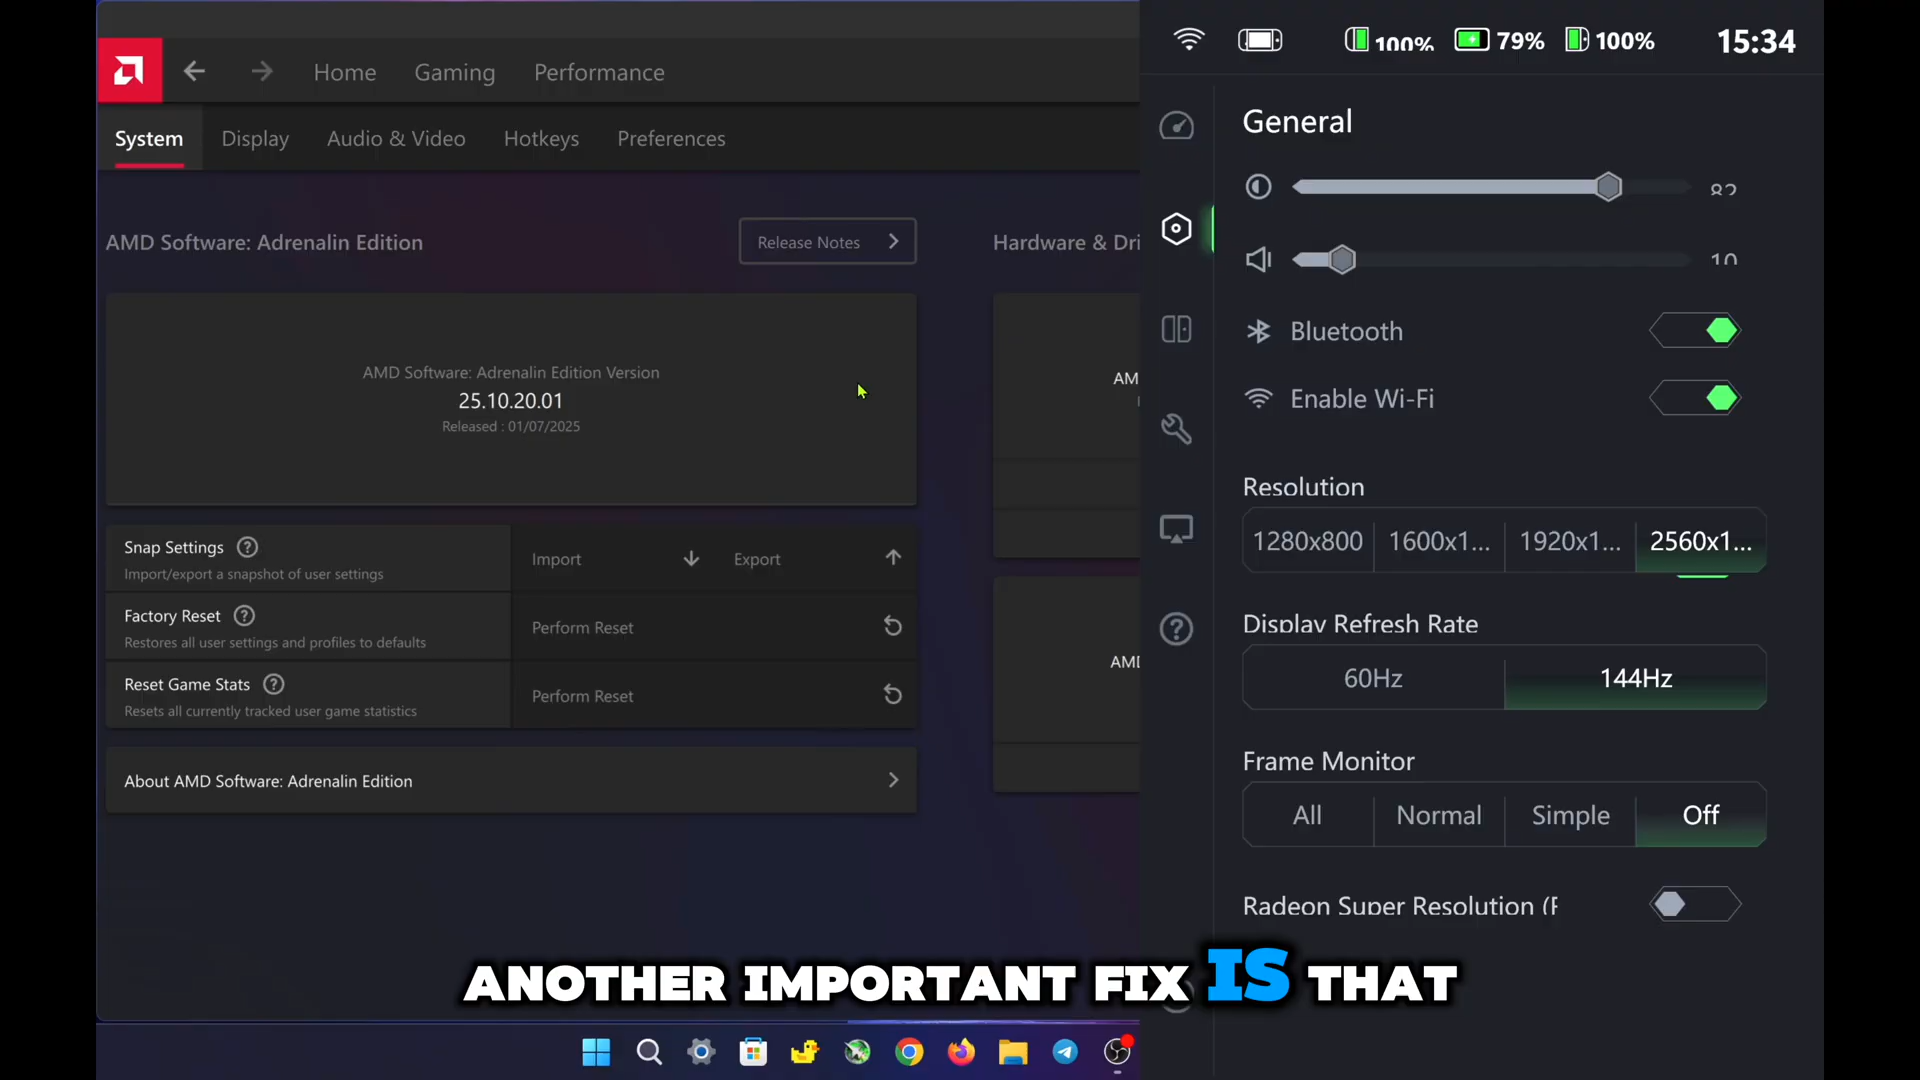 Home Gaming Performance
System Display Audio & Video Hotkeys Preferences
AMD Software: Adrenalin Edition
Release Notes
Hardware & Dri
AMD Software: Adrenalin Edition Version
25.10.20.01
Released : 01/07/2025
AM
Snap Settings
Import/export a snapshot of user settings
Import
Export
Factory Reset
Restores all user settings and profiles to defaults
Perform Reset
Reset Game Stats
Resets all currently tracked user game statistics
Perform Reset
AMD
About AMD Software: Adrenalin Edition
100% 79% 100% 15:34
General
82
10
Bluetooth
Enable Wi-Fi
Resolution
1280x800 1600x1... 1920x1... 2560x1...
Display Refresh Rate
60Hz 144Hz
Frame Monitor
All Normal Simple Off
Radeon Super Resolution (
ANOTHER IMPORTANT FIX IS THAT